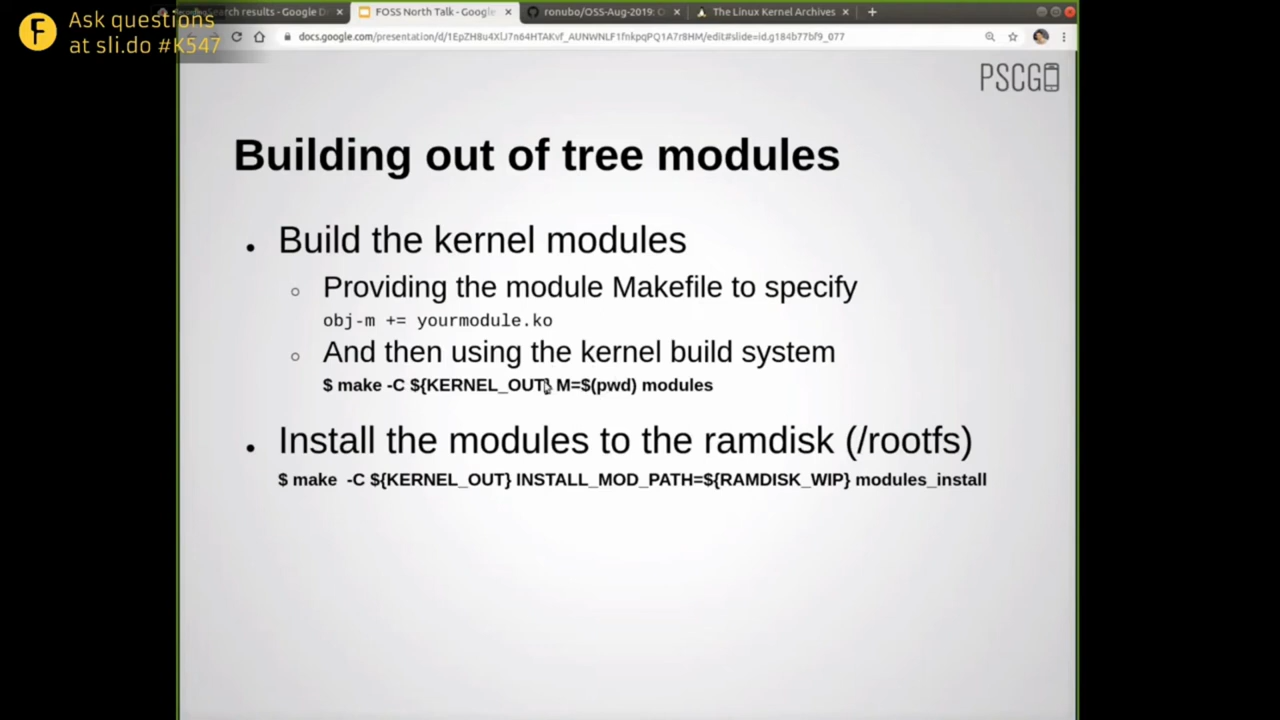 Ask questions
at sli.do #K547
Search results - Google D
FOSS North Talk - Google
ronubo/OSS-Aug-2019: O
The Linux Kernel Archives
docs.google.com/presentation/d/1EpZH8u4XlJ7n64HTAKvf_AUNWNLF1fnkpqPQ1A7r8HM/edit#slide=id.g184b77bf9_077
PSCG
Building out of tree modules
● Build the kernel modules
○ Providing the module Makefile to specify
obj-m += yourmodule.ko
○ And then using the kernel build system
$ make -C ${KERNEL_OUT} M=$(pwd) modules
● Install the modules to the ramdisk (/rootfs)
$ make -C ${KERNEL_OUT} INSTALL_MOD_PATH=${RAMDISK_WIP} modules_install